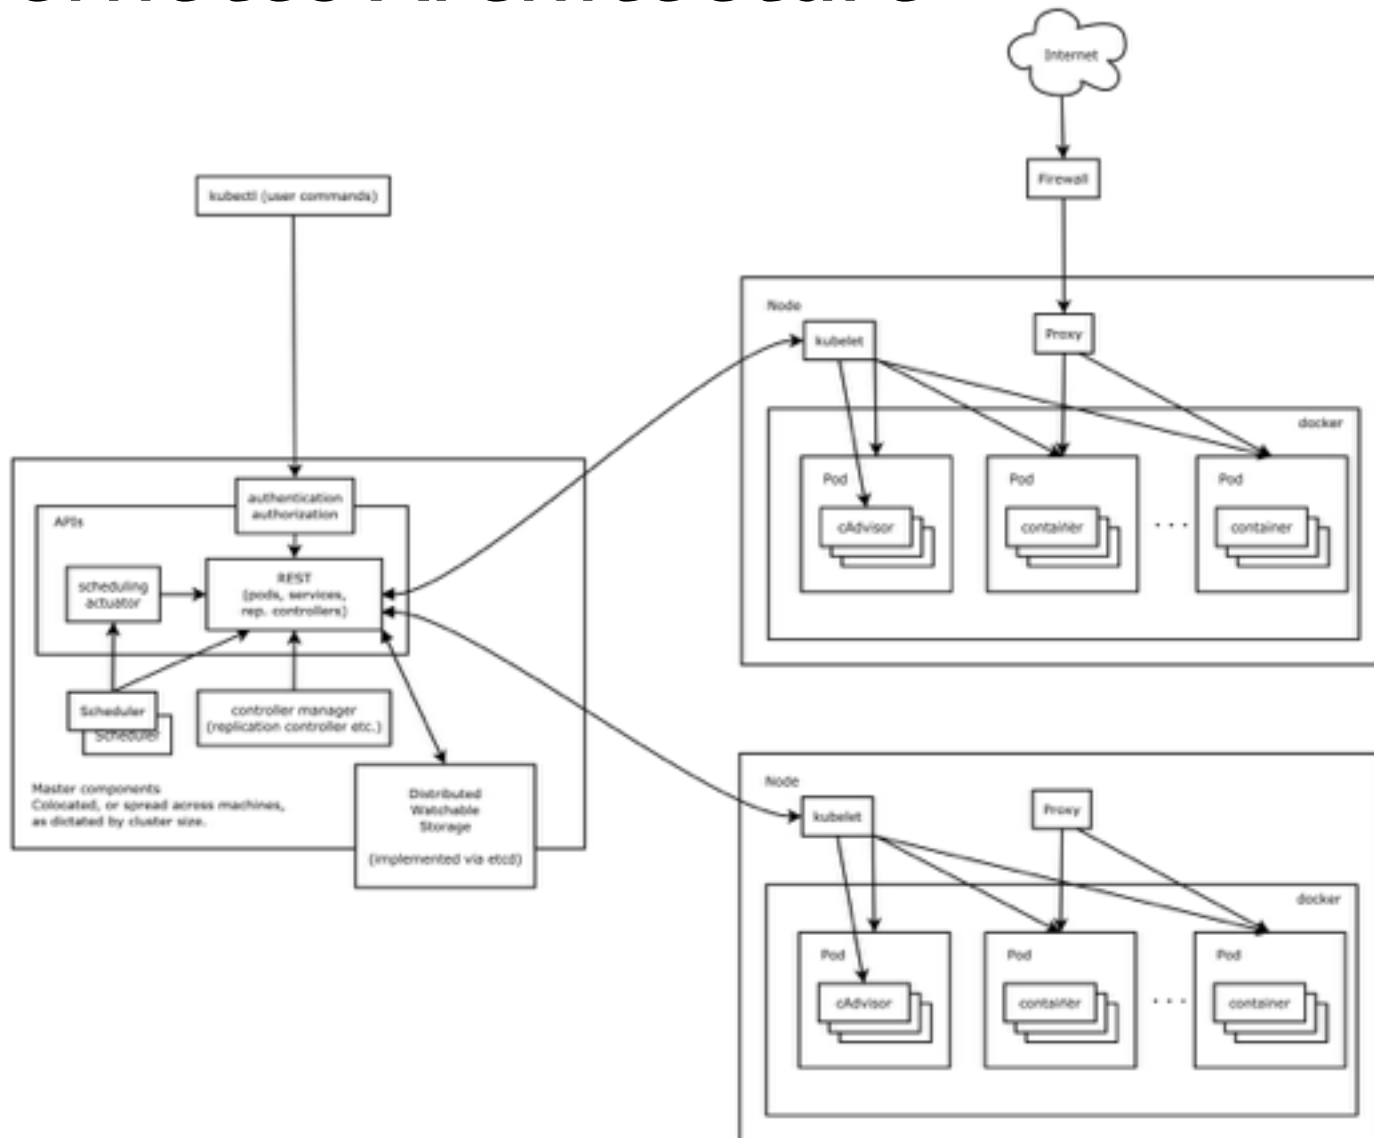 Internet
Firewall
kubectl (user commands)
Node
kubelet
Proxy
docker
Pod
cAdvisor
Pod
container
. . .
Pod
container
authentication
authorization
APIs
scheduling
actuator
REST
(pods, services,
rep. controllers)
Scheduler
Scheduler
controller manager
(replication controller etc.)
Master components
Colocated, or spread across machines,
as dictated by cluster size.
Distributed
Watchable
Storage
(implemented via etcd)
Node
kubelet
Proxy
docker
Pod
cAdvisor
Pod
container
. . .
Pod
container